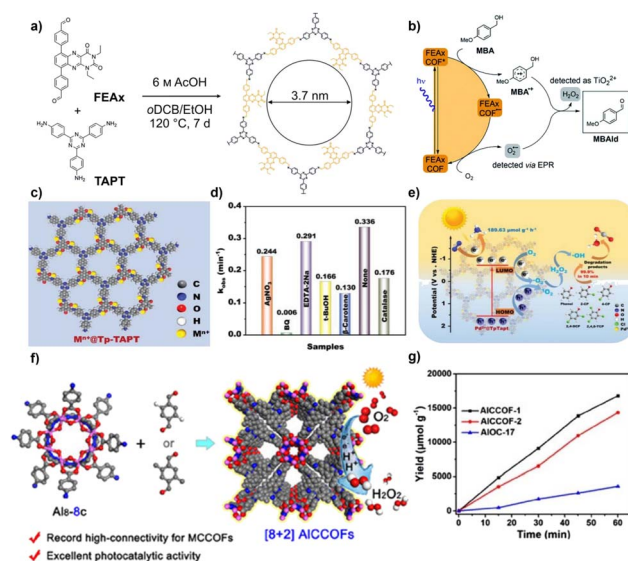 a)
FEAx
+
TAPT
6 M AcOH
oDCB/EtOH
120 °C, 7 d
3.7 nm
b)
MBA
FEAx
COF*
hν
MBA•+
FEAx
COF•−
FEAx
COF
O2
O2•−
detected via EPR
detected as TiO2 2+
H2O2
MBAld
c)
Mn+@Tp-TAPT
C
N
O
H
Mn+
d)
kobs (min-1)
0.4
0.3
0.2
0.1
0.0
0.244
0.006
0.291
0.166
0.130
0.336
0.176
AgNO3
BQ
EDTA-2Na
t-BuOH
β-Carotene
None
Catalase
Samples
e)
Potential (V vs. NHE)
-1
0
1
2
LUMO
HOMO
·OH
H2O2
O2
Degradation
products
C
N
O
H
Cl
f)
Al8-8c
+
or
O2
H+
H2O2
[8+2] AlCCOFs
Record high-connectivity for MCCOFs
Excellent photocatalytic activity
g)
Yield (μmol g-1)
20000
15000
10000
5000
0
AlCCOF-1
AlCCOF-2
AlOC-17
0 10 20 30 40 50 60
Time (min)